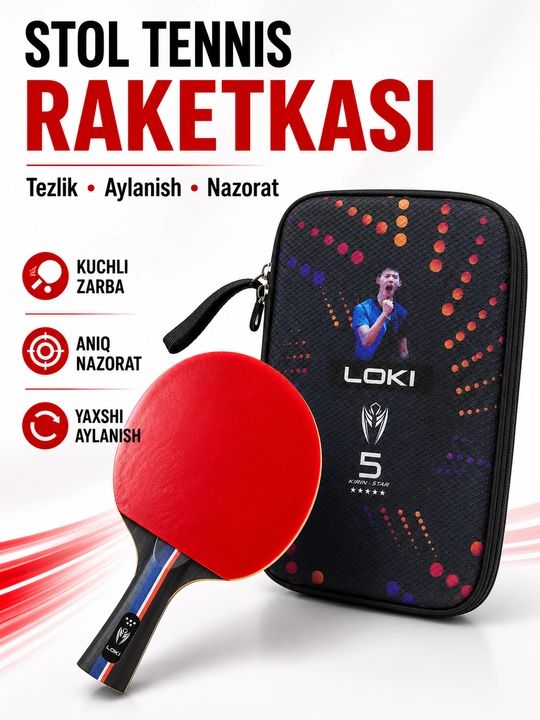 STOL TENNIS
RAKETKASI
Tezlik • Aylanish • Nazorat
KUCHLI
ZARBA
ANIQ
NAZORAT
YAXSHI
AYLANISH
LOKI
5
KIRIN · STAR
★★★★★
LOKI